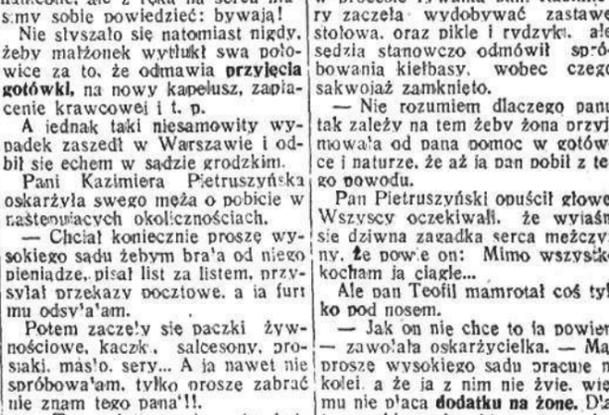 sobie powiedzieć: bywają!
Nie słyszało się natomiast nigdy,
żeby małżonek wytłukł swą poło-
wicę za to, że odmawia przyjęcia
gotówki, na nowy kapelusz, zapła-
cenie krawcowej i t. p.
A jednak taki niesamowity wy-
padek zaszedł w Warszawie i od-
bił się echem w sądzie grodzkim.
Pani Kazimiera Pietruszyńska
oskarżyła swego męża o pobicie w
następujących okolicznościach.
— Chciał koniecznie proszę wy-
sokiego sądu żebym brała od niego
pieniądze, pisał list za listem, przy-
syłał przekazy pocztowe, a ja furt
mu odsyłałam.
Potem zaczęły się paczki żyw-
nościowe, kaczki, salcesony, pro-
siaki, masło, sery... A ja nawet nie
spróbowałam, tylko proszę zabrać
nie znam tego pana!!.
ry zaczęła wydobywać zastawę
stołową, oraz pikle i rydzyki, ale
sędzia stanowczo odmówił spró-
bowania kiełbasy, wobec czego
sakwojaż zamknięto.
— Nie rozumiem dlaczego pani
tak zależy na tem żeby żona przyj
mowała od pana pomoc w gotów
ce i naturze, że aż ją pan pobił z te
go powodu.
Pan Pietruszyński opuścił głowę
Wszyscy oczekiwali, że wyjaśni
się dziwna zagadka serca mężczy
ny, że powie on: Mimo wszystko
kocham ją ciągle...
Ale pan Teofil mamrotał coś tyl
ko pod nosem.
— Jak on nie chce to ja powiem
— zawołała oskarżycielka. — Mą
proszę wysokiego sądu pracuje n
kolei, a że ja z nim nie żyję, więc
mu nie płacą dodatku na żonę.